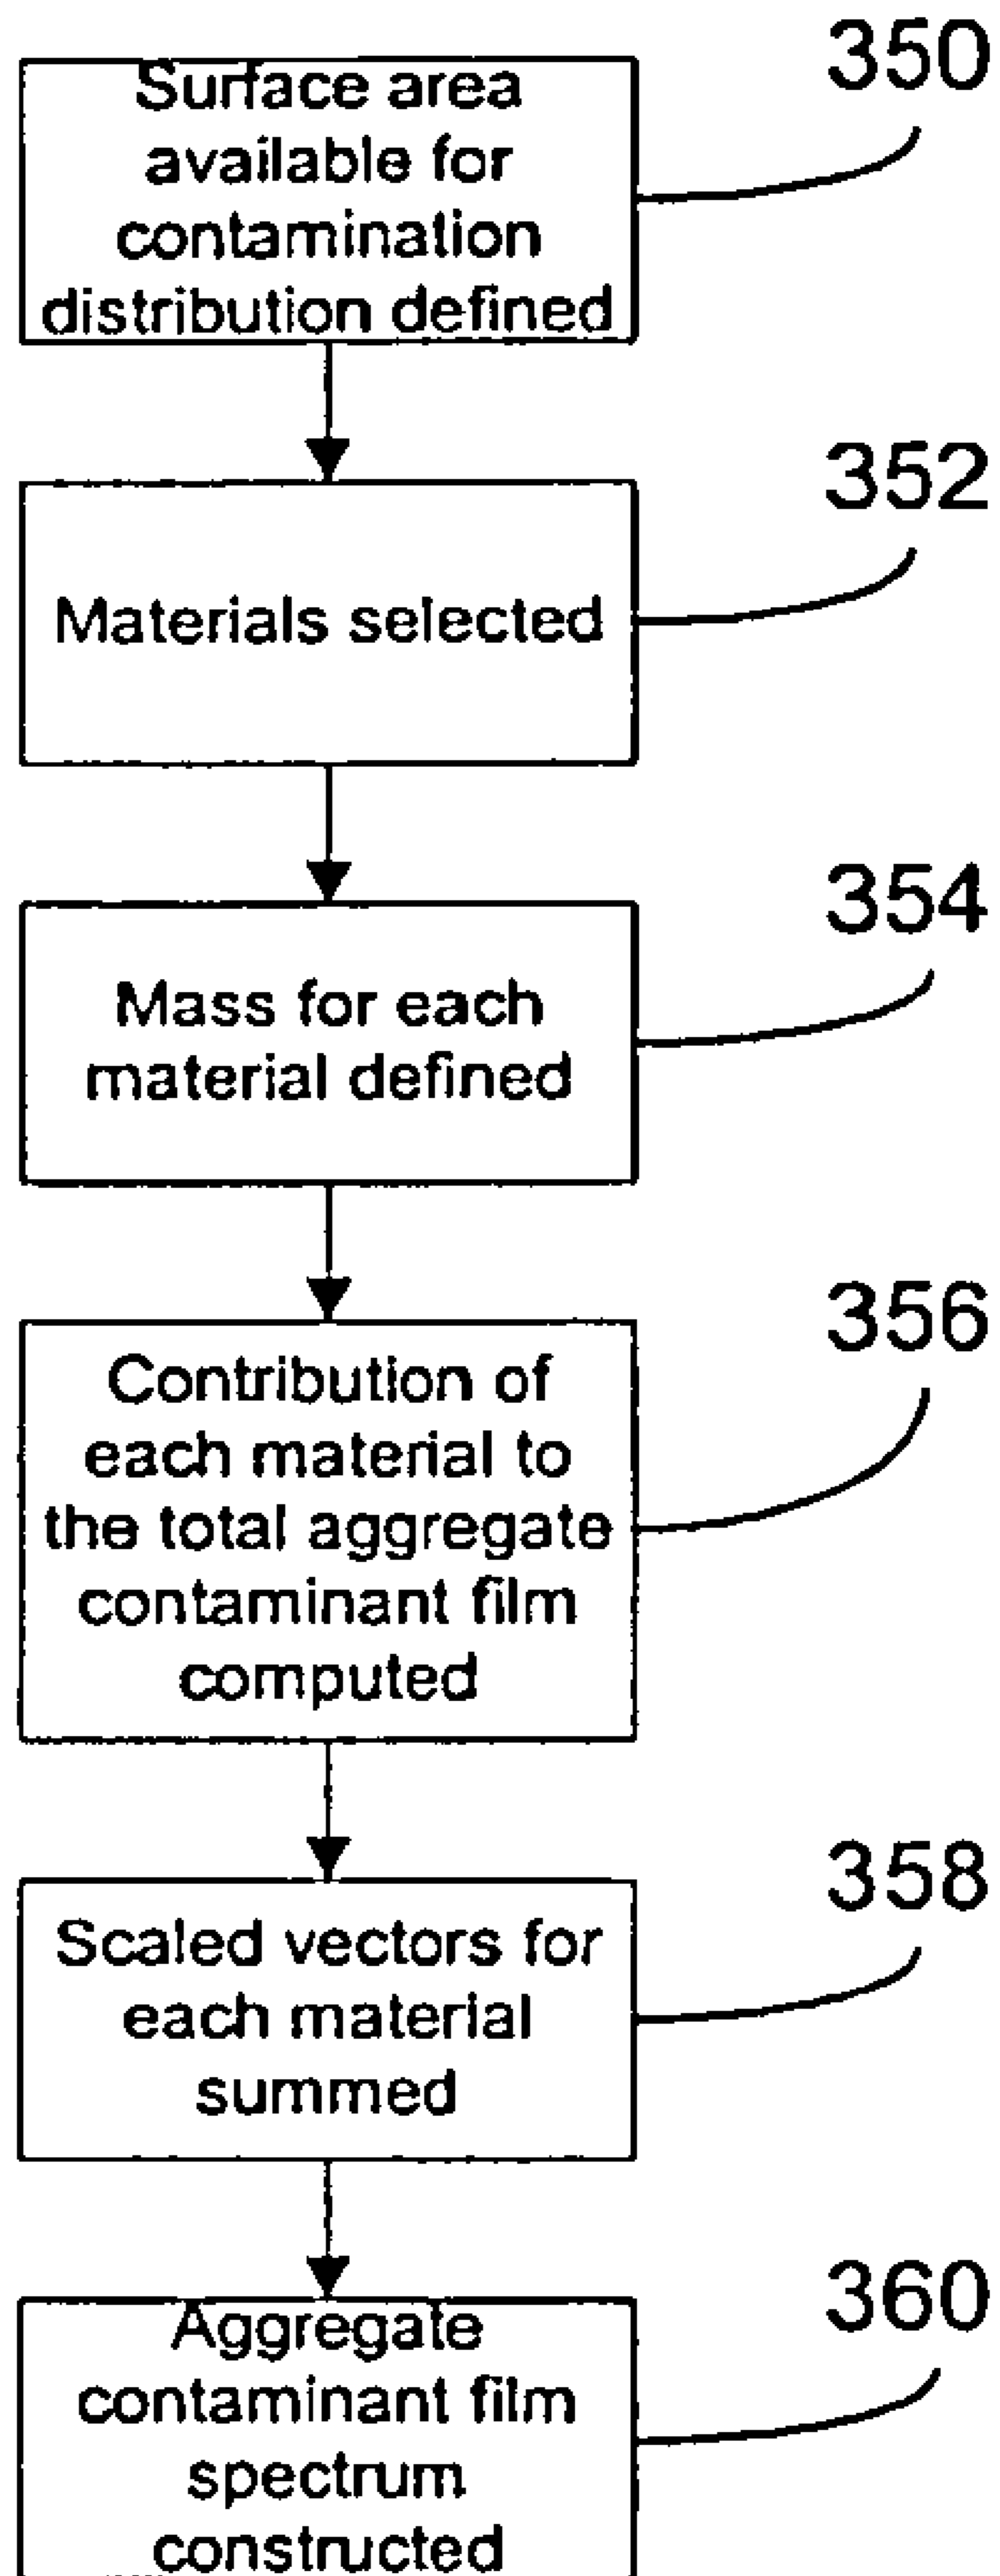 350
Surface area
available for
contamination
distribution defined
352
Materials selected
354
Mass for each
material defined
356
Contribution of
each material to
the total aggregate
contaminant film
computed
358
Scaled vectors for
each material
summed
360
Aggregate
contaminant film
spectrum
constructed